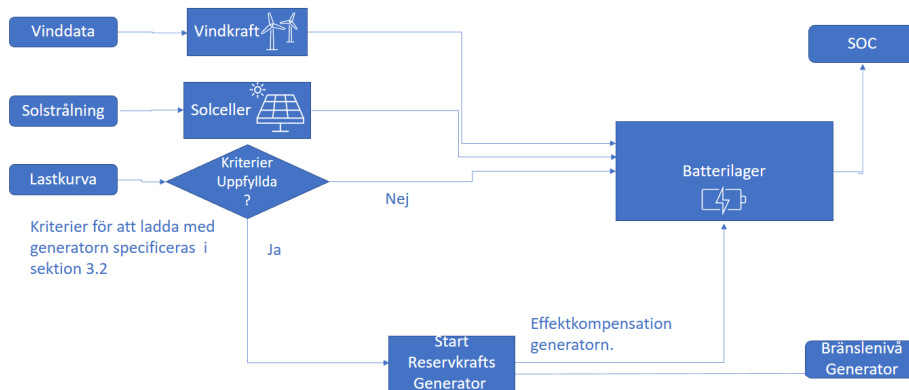 Vinddata
Vindkraft
SOC
Solstrålning
Solceller
Lastkurva
Kriterier
Uppfyllda
?
Nej
Batterilager
Kriterier för att ladda med
generatorn specificeras i
sektion 3.2
Ja
Effektkompensation
generatorn.
Start
Reservkrafts
Generator
Bränslenivå
Generator